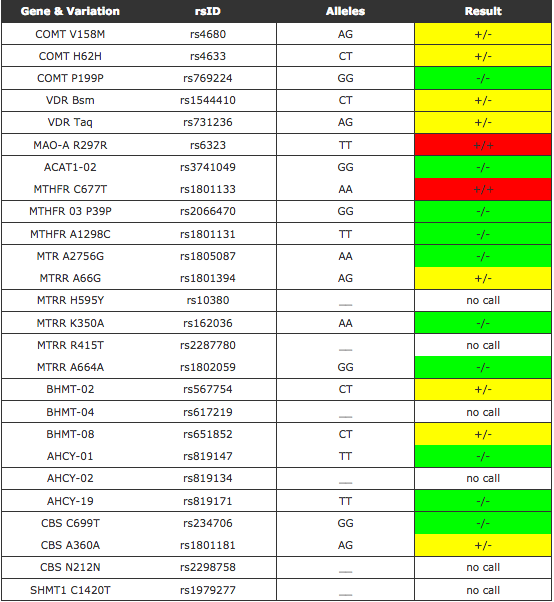 Gene & Variation rsID Alleles Result
COMT V158M rs4680 AG +/-
COMT H62H rs4633 CT +/-
COMT P199P rs769224 GG -/-
VDR Bsm rs1544410 CT +/-
VDR Taq rs731236 AG +/-
MAO-A R297R rs6323 TT +/+
ACAT1-02 rs3741049 GG -/-
MTHFR C677T rs1801133 AA +/+
MTHFR 03 P39P rs2066470 GG -/-
MTHFR A1298C rs1801131 TT -/-
MTR A2756G rs1805087 AA -/-
MTRR A66G rs1801394 AG +/-
MTRR H595Y rs10380 __ no call
MTRR K350A rs162036 AA -/-
MTRR R415T rs2287780 __ no call
MTRR A664A rs1802059 GG -/-
BHMT-02 rs567754 CT +/-
BHMT-04 rs617219 __ no call
BHMT-08 rs651852 CT +/-
AHCY-01 rs819147 TT -/-
AHCY-02 rs819134 __ no call
AHCY-19 rs819171 TT -/-
CBS C699T rs234706 GG -/-
CBS A360A rs1801181 AG +/-
CBS N212N rs2298758 __ no call
SHMT1 C1420T rs1979277 __ no call